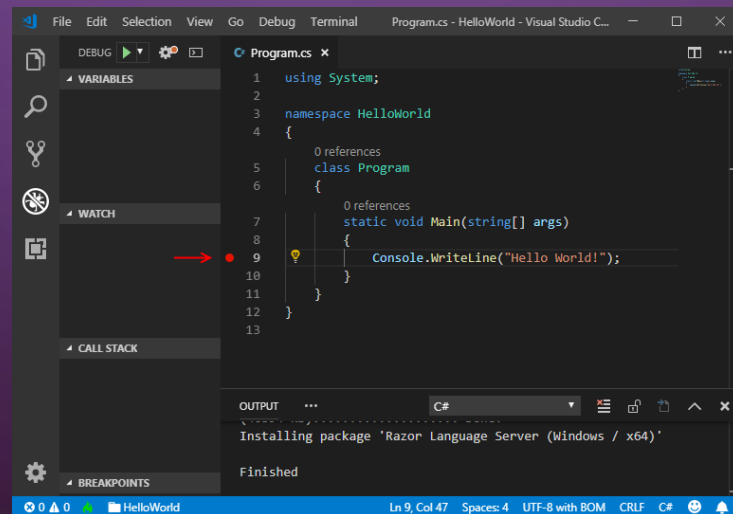 File Edit Selection View Go Debug Terminal Program.cs - HelloWorld - Visual Studio C...
DEBUG
Program.cs
VARIABLES
WATCH
CALL STACK
BREAKPOINTS
1 using System;
2
3 namespace HelloWorld
4 {
0 references
5 class Program
6 {
0 references
7 static void Main(string[] args)
8 {
9 Console.WriteLine("Hello World!");
10 }
11 }
12 }
13
OUTPUT ... C#
Installing package 'Razor Language Server (Windows / x64)'
Finished
0 0 HelloWorld Ln 9, Col 47 Spaces: 4 UTF-8 with BOM CRLF C#